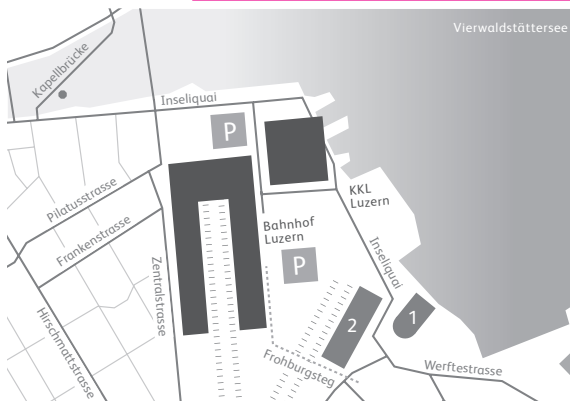 Vierwaldstättersee
Kapellbrücke
Inseliquai
P
Pilatusstrasse
KKL
Luzern
Frankenstrasse
Bahnhof
Luzern
P
Inseliquai
Zentralstrasse
Hirschmattstrasse
2
1
Frohburgsteg
Werftestrasse